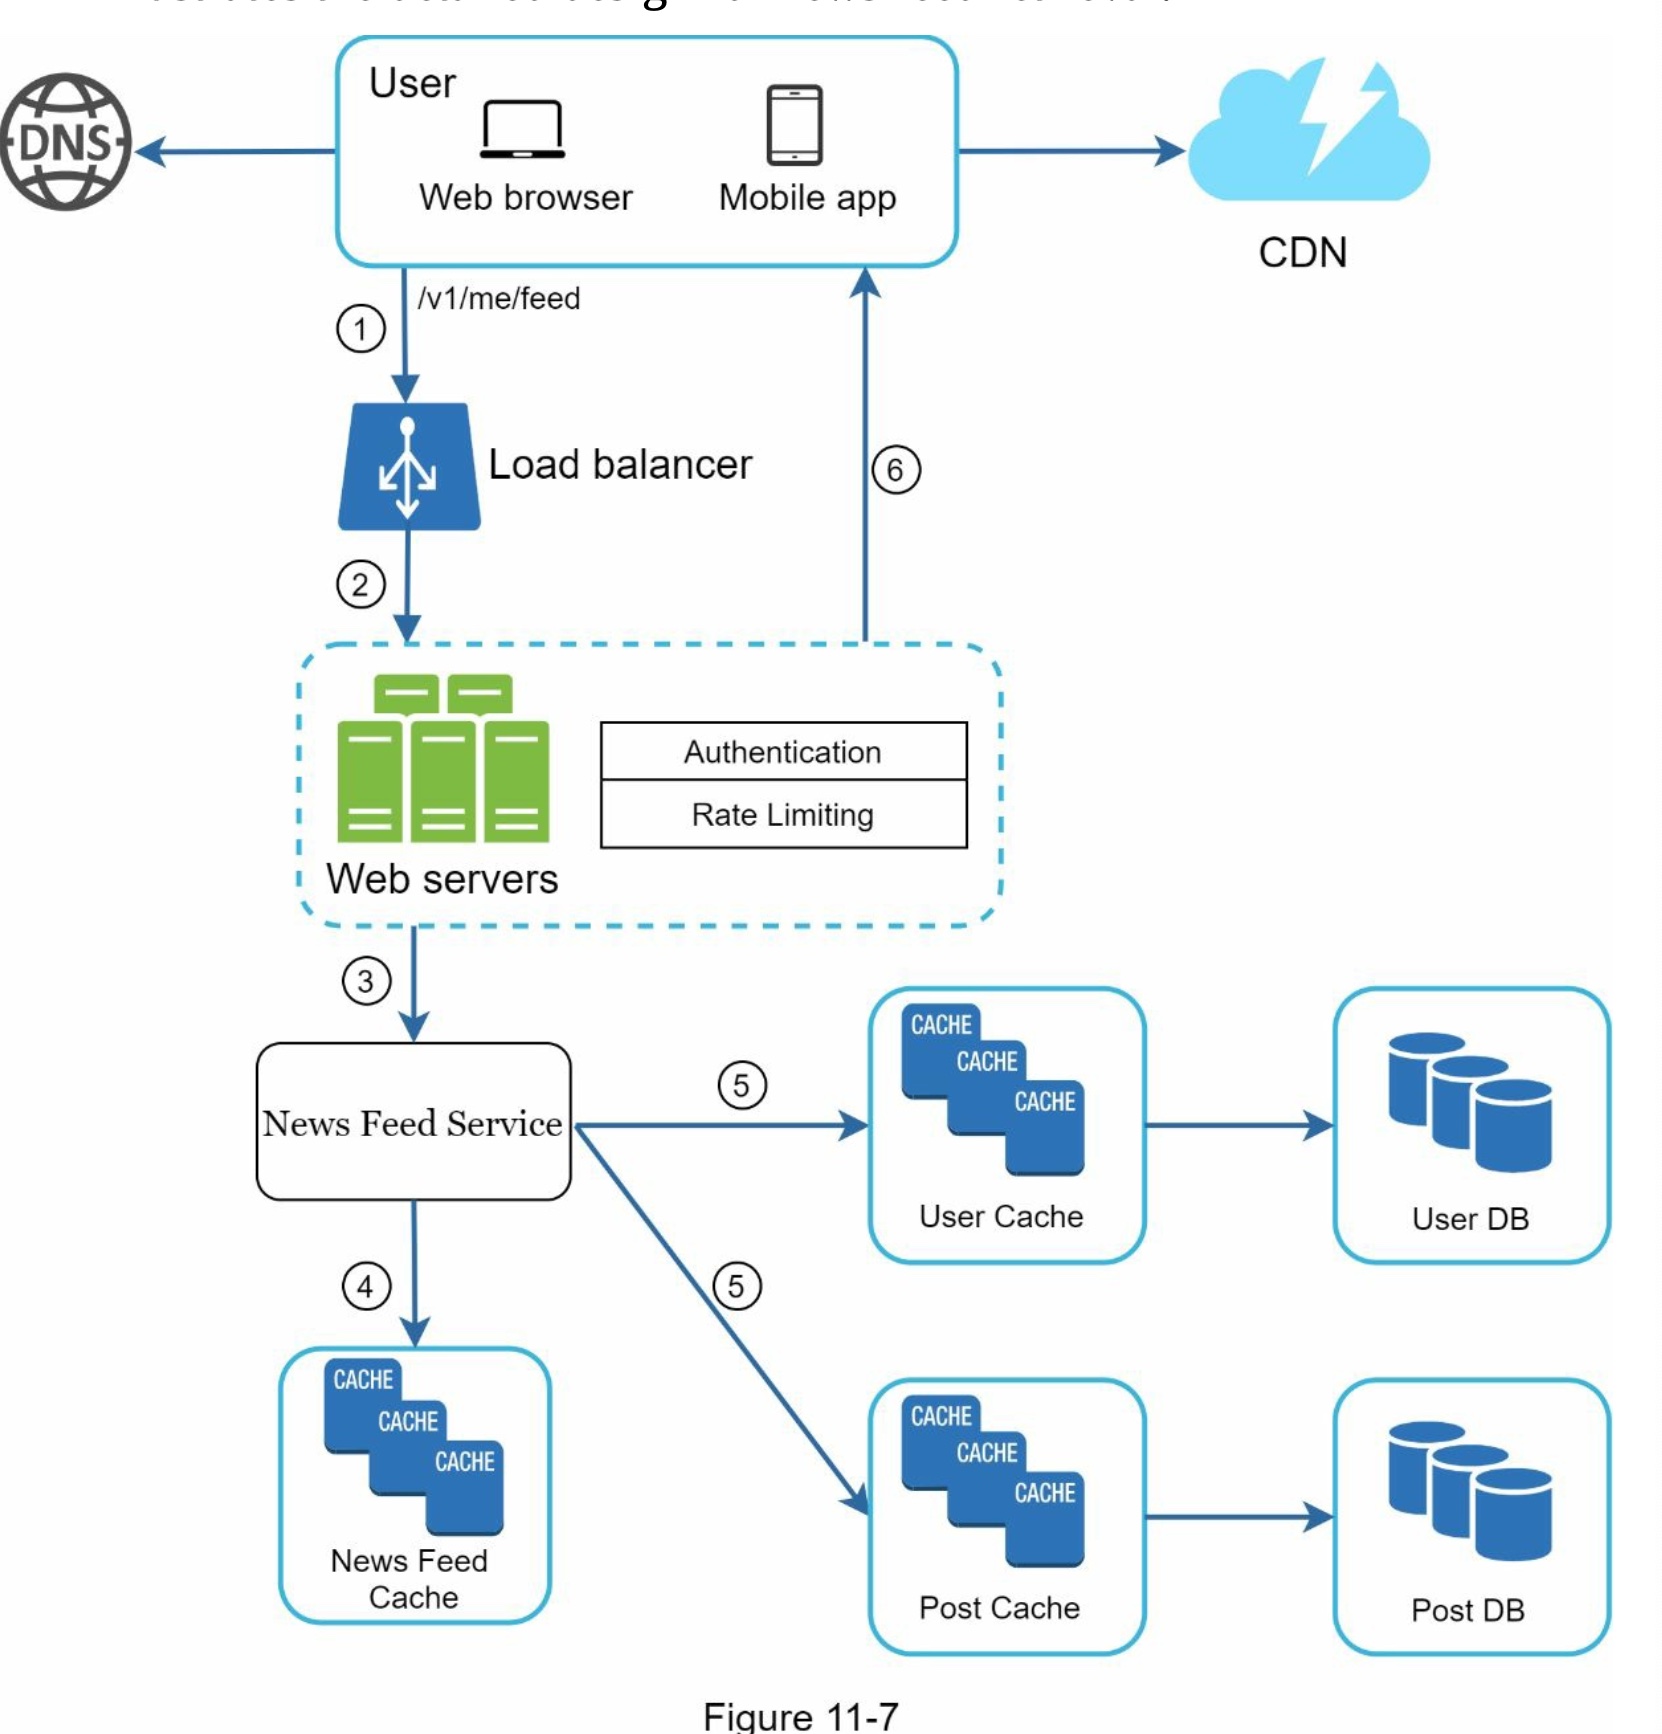 User
DNS
Web browser
Mobile app
CDN
/v1/me/feed
1
Load balancer
6
2
Authentication
Rate Limiting
Web servers
3
CACHE
CACHE
CACHE
User Cache
User DB
5
News Feed Service
5
4
CACHE
CACHE
CACHE
News Feed
Cache
CACHE
CACHE
CACHE
Post Cache
Post DB
Figure 11-7